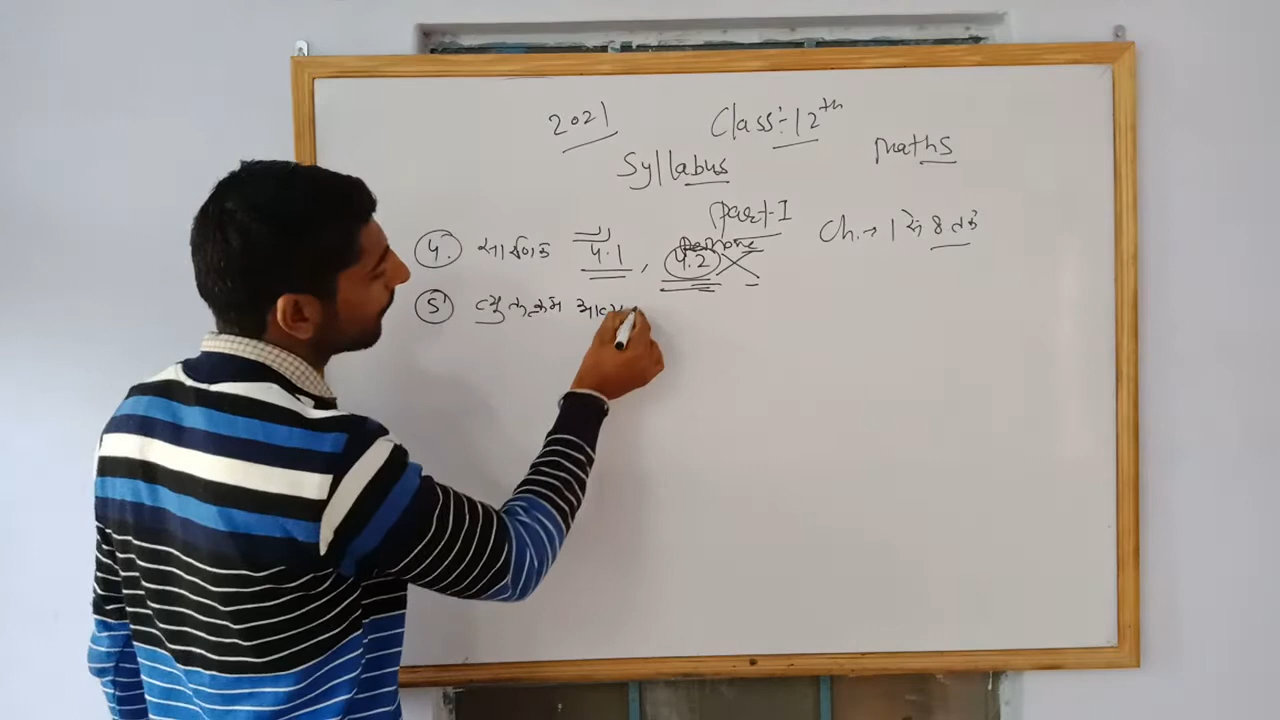 2021 Class:- 12th
Syllabus Maths
Part-I Ch. → 1 से 8 तक
4. सारणिक 4.1 , 4.2 Remove
5 व्युत्क्रम आव्यू